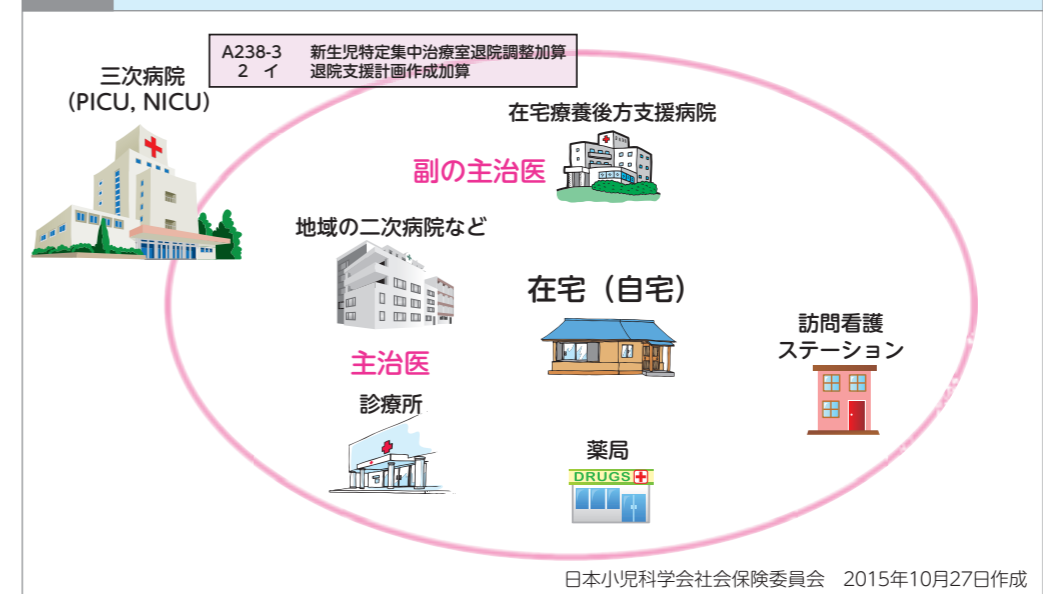 A238-3 新生児特定集中治療室退院調整加算
2 イ 退院支援計画作成加算
三次病院
(PICU, NICU)
在宅療養後方支援病院
副の主治医
地域の二次病院など
在宅（自宅）
主治医
訪問看護
ステーション
診療所
薬局
DRUGS
日本小児科学会社会保険委員会 2015年10月27日作成